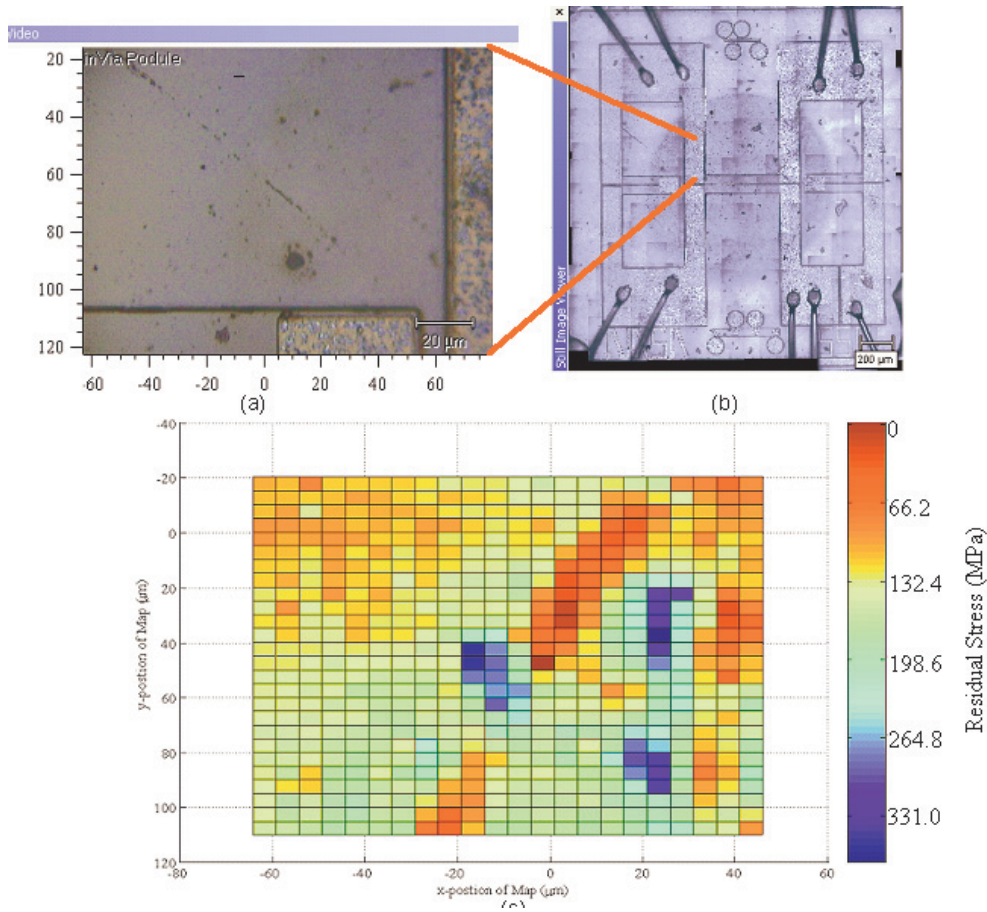 Video
×
inVia Podule
20
40
60
80
100
120
20 µm
-60 -40 -20 0 20 40 60
(a)
Still Image Viewer
200 µm
(b)
-40
-20
0
20
40
60
80
100
120
y-postion of Map (µm)
-80 -60 -40 -20 0 20 40 60
x-postion of Map (µm)
0
66.2
132.4
198.6
264.8
331.0
Residual Stress (MPa)
(c)